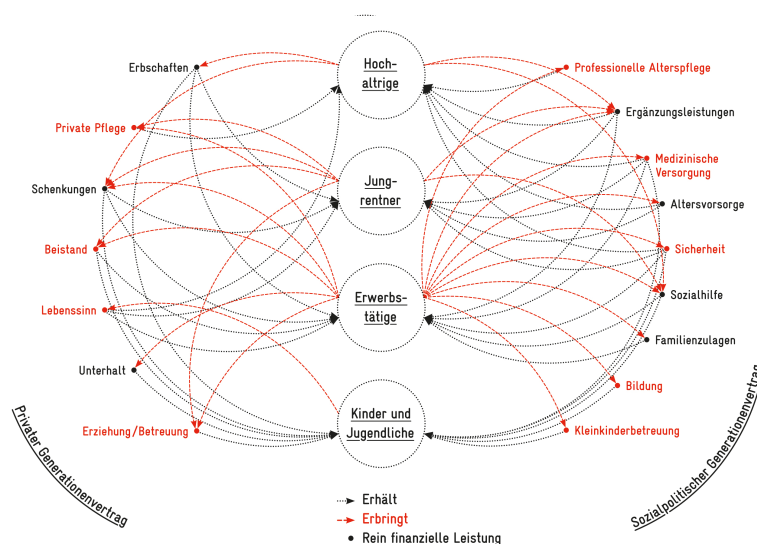 Hoch-
altrige
Jung-
rentner
Erwerbs-
tätige
Kinder und
Jugendliche
Erbschaften
Private Pflege
Schenkungen
Beistand
Lebenssinn
Unterhalt
Erziehung/Betreuung
Professionelle Alterspflege
Ergänzungsleistungen
Medizinische
Versorgung
Altersvorsorge
Sicherheit
Sozialhilfe
Familienzulagen
Bildung
Kleinkinderbetreuung
Privater Generationenvertrag
Sozialpolitischer Generationenvertrag
Erhält
Erbringt
Rein finanzielle Leistung